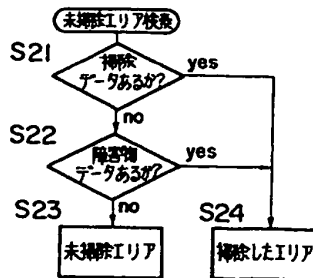 未掃除エリア検索
S21
掃除
データあるか?
yes
no
S22
障害物
データあるか?
yes
no
S23
S24
未掃除エリア
掃除したエリア